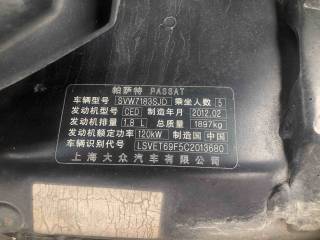 帕萨特 PASSAT
车辆型号 SVW7183SJD 乘坐人数 5
发动机型号 CED 制造年月 2012.02
发动机排量 1.8 L 总质量 1897kg
发动机额定功率 120kW 制造国 中国
车辆识别代号 LSVET69F5C2013680
上海大众汽车有限公司